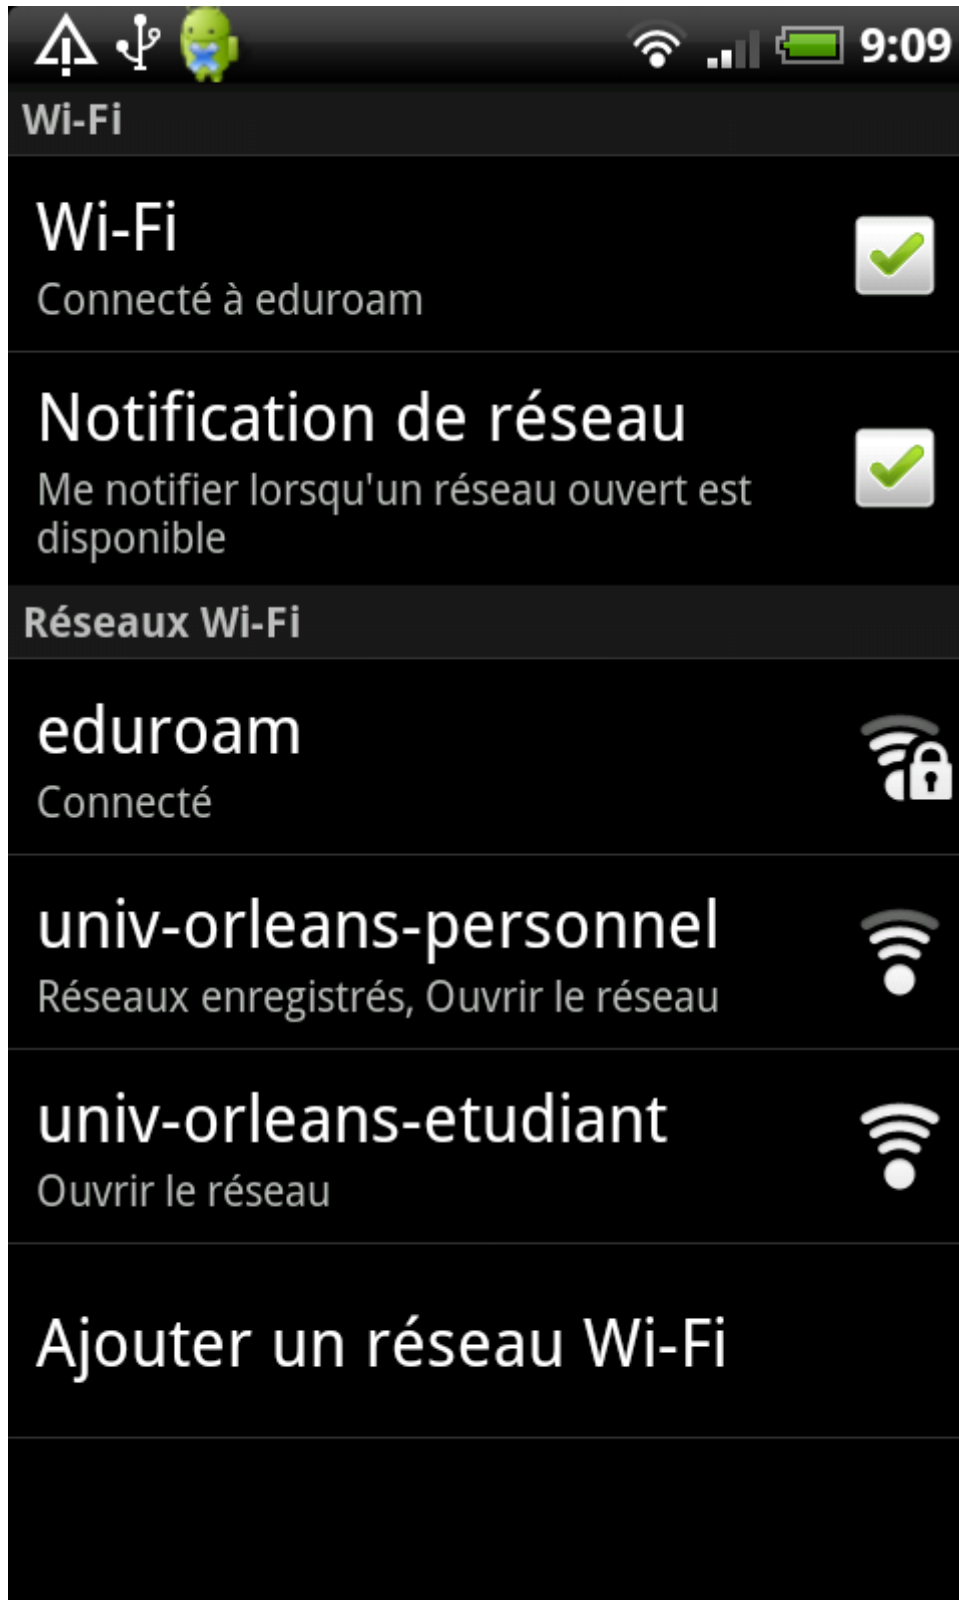 9:09
Wi-Fi
Wi-Fi
Connecté à eduroam
Notification de réseau
Me notifier lorsqu'un réseau ouvert est
disponible
Réseaux Wi-Fi
eduroam
Connecté
univ-orleans-personnel
Réseaux enregistrés, Ouvrir le réseau
univ-orleans-etudiant
Ouvrir le réseau
Ajouter un réseau Wi-Fi